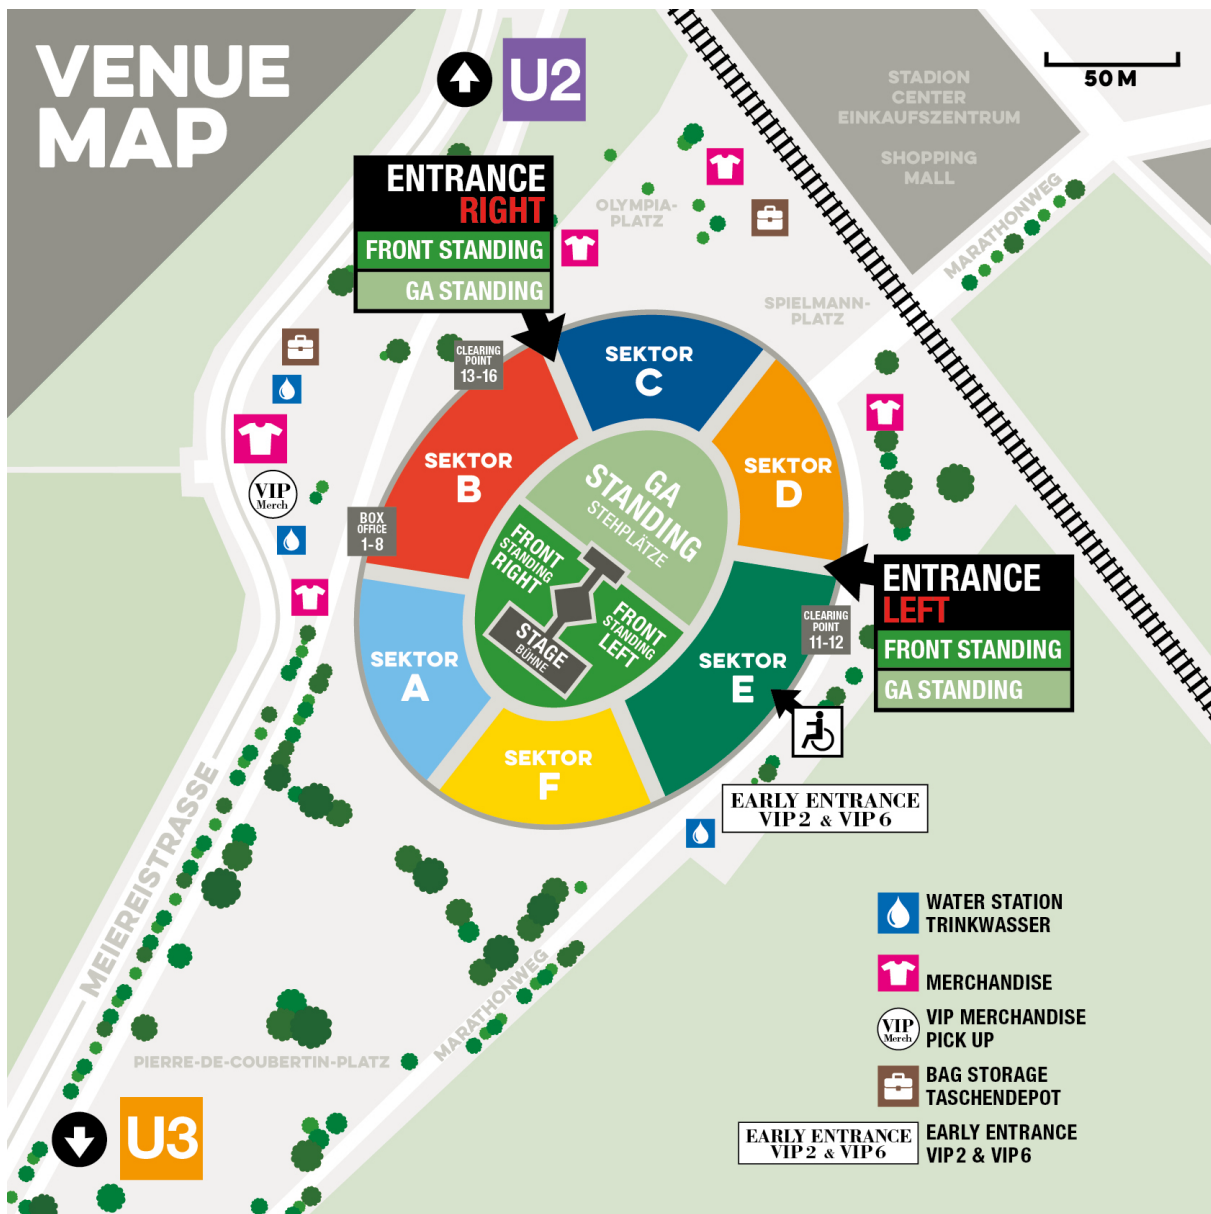 VENUE
MAP
U2
50 M
STADION
CENTER
EINKAUFSZENTRUM
SHOPPING
MALL
ENTRANCE
RIGHT
FRONT STANDING
GA STANDING
OLYMPIA-
PLATZ
MARATHONWEG
SPIELMANN-
PLATZ
CLEARING
POINT
13-16
SEKTOR
C
SEKTOR
B
SEKTOR
D
GA
STANDING
STEHPLÄTZE
VIP
Merch
BOX
OFFICE
1-8
FRONT
STANDING
RIGHT
FRONT
STANDING
LEFT
STAGE
BÜHNE
ENTRANCE
LEFT
FRONT STANDING
GA STANDING
CLEARING
POINT
11-12
SEKTOR
A
SEKTOR
E
SEKTOR
F
EARLY ENTRANCE
VIP 2 & VIP 6
MEIEREISTRASSE
MARATHONWEG
PIERRE-DE-COUBERTIN-PLATZ
U3
WATER STATION
TRINKWASSER
MERCHANDISE
VIP
Merch
VIP MERCHANDISE
PICK UP
BAG STORAGE
TASCHENDEPOT
EARLY ENTRANCE
VIP 2 & VIP 6
EARLY ENTRANCE
VIP 2 & VIP 6